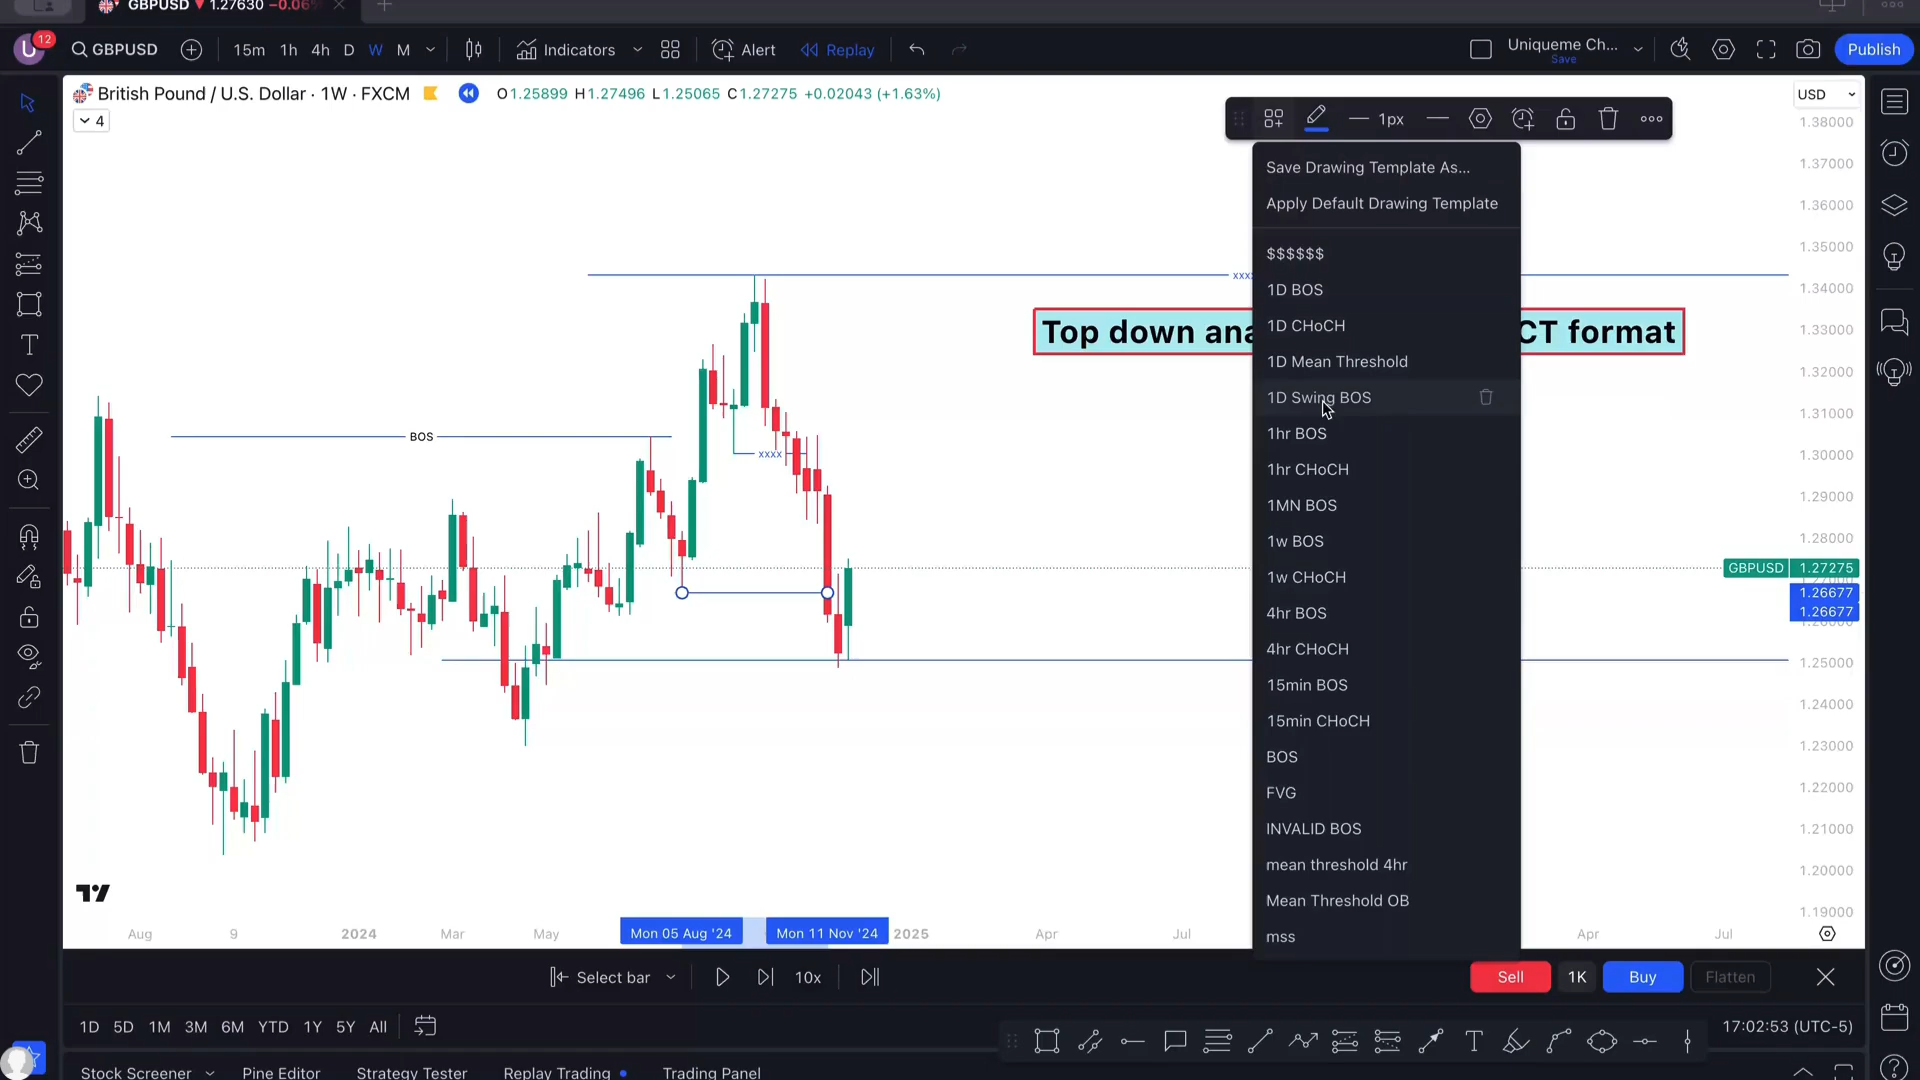 GBPUSD ▼ 1.27630 −0.06%
U 12
GBPUSD
15m 1h 4h D W M
Indicators
Alert
Replay
Uniqueme Ch...
Save
Publish
British Pound / U.S. Dollar · 1W · FXCM
O1.25899 H1.27496 L1.25065 C1.27275 +0.02043 (+1.63%)
4
1px
USD
Save Drawing Template As...
Apply Default Drawing Template
$$$$$$
1D BOS
1D CHoCH
1D Mean Threshold
1D Swing BOS
1hr BOS
1hr CHoCH
1MN BOS
1w BOS
1w CHoCH
4hr BOS
4hr CHoCH
15min BOS
15min CHoCH
BOS
FVG
INVALID BOS
mean threshold 4hr
Mean Threshold OB
mss
xxx
Top down ana
CT format
BOS
xxxx
1.38000
1.37000
1.36000
1.35000
1.34000
1.33000
1.32000
1.31000
1.30000
1.29000
1.28000
GBPUSD 1.27275
1.26677
1.26677
1.25000
1.24000
1.23000
1.22000
1.21000
1.20000
1.19000
Aug 9 2024 Mar May Mon 05 Aug '24 Mon 11 Nov '24 2025 Apr Jul Apr Jul
Select bar
10x
Sell 1K Buy Flatten
1D 5D 1M 3M 6M YTD 1Y 5Y All
17:02:53 (UTC-5)
Stock Screener Pine Editor Strategy Tester Replay Trading Trading Panel